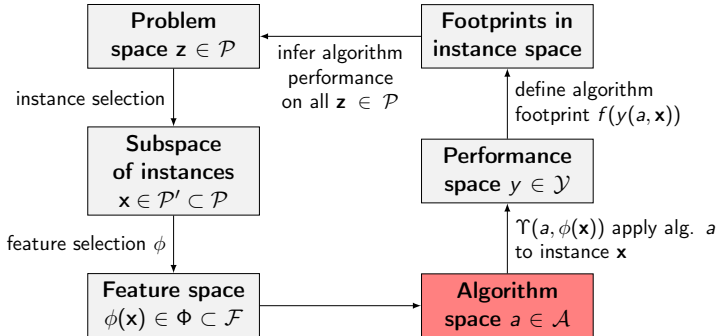 Problem
space z ∈ 𝒫
Footprints in
instance space
infer algorithm
performance
on all z ∈ 𝒫
instance selection
define algorithm
footprint f(y(a, x))
Subspace
of instances
x ∈ 𝒫′ ⊂ 𝒫
Performance
space y ∈ 𝒴
feature selection ϕ
ϒ(a, ϕ(x)) apply alg. a
to instance x
Feature space
ϕ(x) ∈ Φ ⊂ ℱ
Algorithm
space a ∈ 𝒜